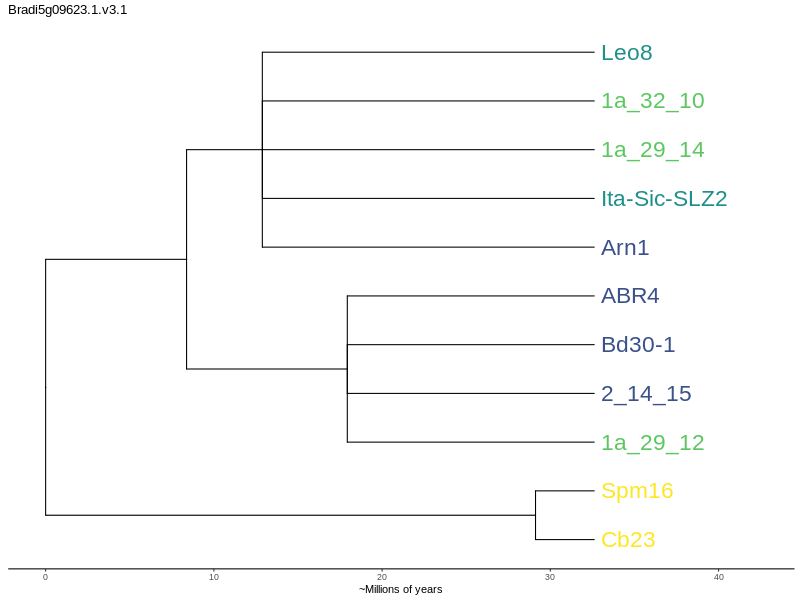 Bradi5g09623.1.v3.1
Leo8
1a_32_10
1a_29_14
Ita-Sic-SLZ2
Arn1
ABR4
Bd30-1
2_14_15
1a_29_12
Spm16
Cb23
0 10 20 30 40
~Millions of years